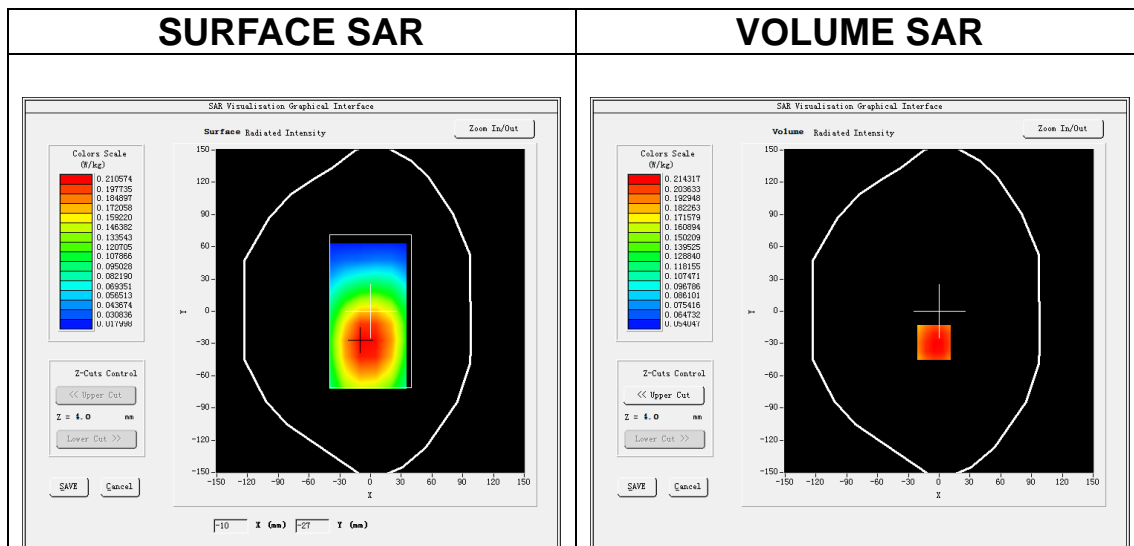 SURFACE SAR
VOLUME SAR
SAR Visualisation Graphical Interface
Surface Radiated Intensity
Zoom In/Out
Colors Scale
(W/kg)
0.210574
0.197735
0.184897
0.172058
0.159220
0.146382
0.133543
0.120705
0.107866
0.095028
0.082190
0.069351
0.056513
0.043674
0.030836
0.017998
150
120
90
60
30
0
-30
-60
-90
-120
-150
Y
-150 -120 -90 -60 -30 0 30 60 90 120 150
X
Z-Cuts Control
<< Upper Cut
Z = 4.0 mm
Lower Cut >>
SAVE Cancel
-10 X (mm) -27 Y (mm)
SAR Visualisation Graphical Interface
Volume Radiated Intensity
Zoom In/Out
Colors Scale
(W/kg)
0.214317
0.203633
0.192948
0.182263
0.171579
0.160894
0.150209
0.139525
0.128840
0.118155
0.107471
0.096786
0.086101
0.075416
0.064732
0.054047
150
120
90
60
30
0
-30
-60
-90
-120
-150
Y
-150 -120 -90 -60 -30 0 30 60 90 120 150
X
Z-Cuts Control
<< Upper Cut
Z = 4.0 mm
Lower Cut >>
SAVE Cancel